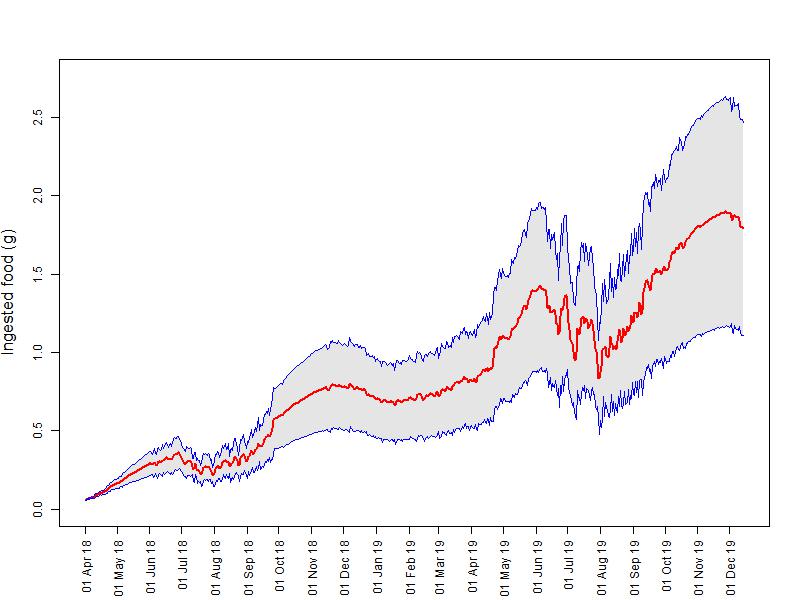 Ingested food (g)
2.5
2.0
1.5
1.0
0.5
0.0
01 Apr 18
01 May 18
01 Jun 18
01 Jul 18
01 Aug 18
01 Sep 18
01 Oct 18
01 Nov 18
01 Dec 18
01 Jan 19
01 Feb 19
01 Mar 19
01 Apr 19
01 May 19
01 Jun 19
01 Jul 19
01 Aug 19
01 Sep 19
01 Oct 19
01 Nov 19
01 Dec 19